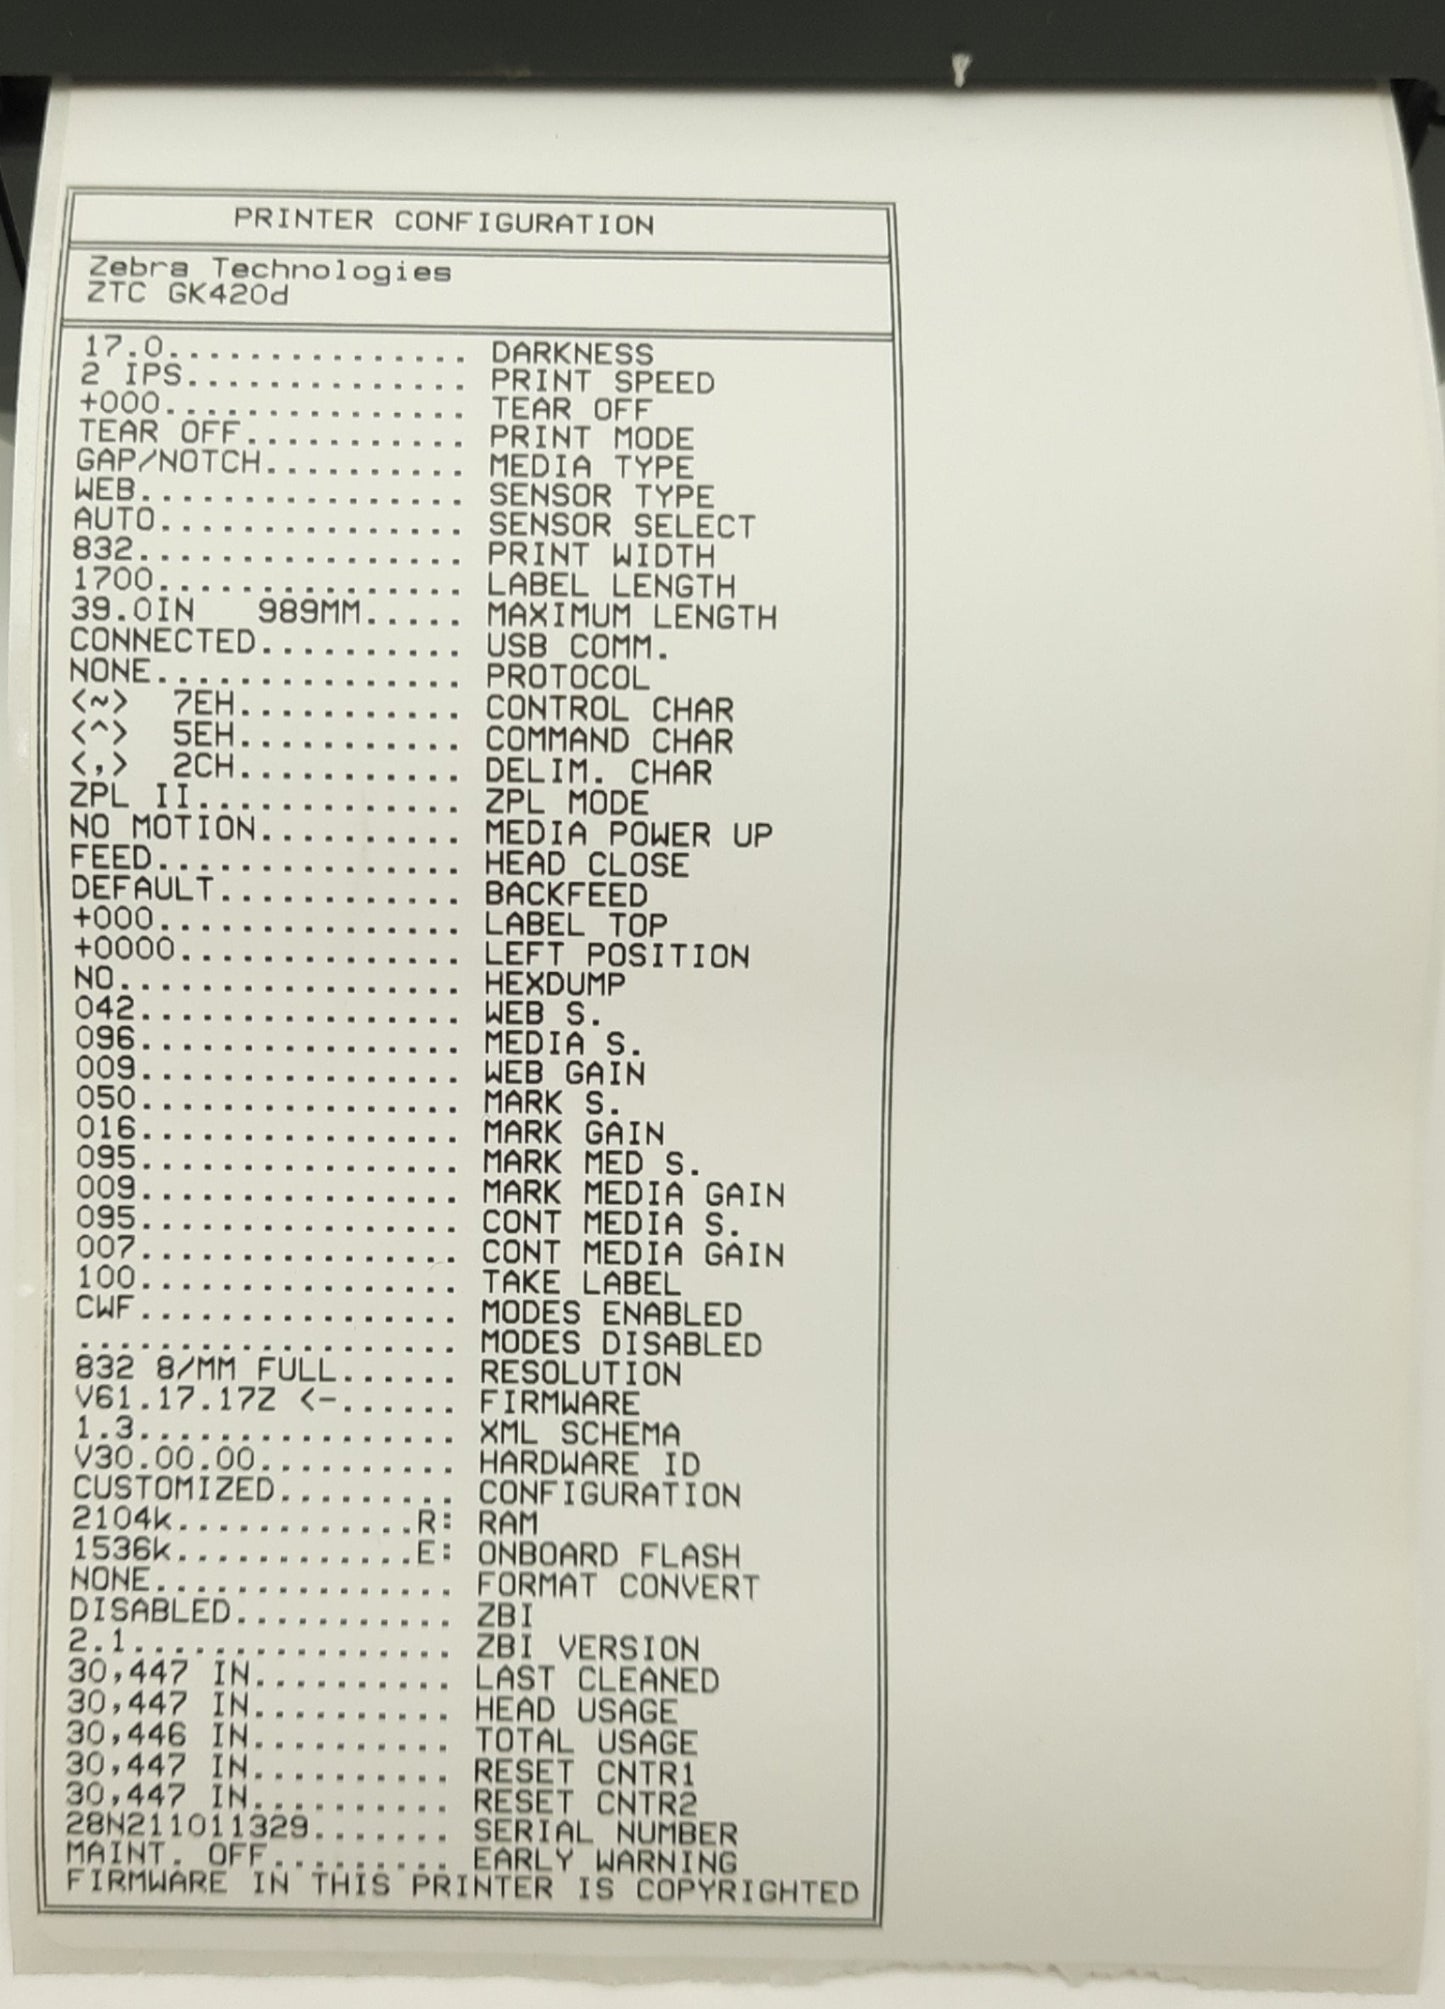 PRINTER CONFIGURATION
Zebra Technologies
ZTC GK420d
17.0............... DARKNESS
2 IPS.............. PRINT SPEED
+000............... TEAR OFF
TEAR OFF........... PRINT MODE
GAP/NOTCH.......... MEDIA TYPE
WEB................ SENSOR TYPE
AUTO............... SENSOR SELECT
832................ PRINT WIDTH
1700............... LABEL LENGTH
39.0IN   989MM..... MAXIMUM LENGTH
CONNECTED.......... USB COMM.
NONE............... PROTOCOL
<~>  7EH........... CONTROL CHAR
<^>  5EH........... COMMAND CHAR
<,>  2CH........... DELIM. CHAR
ZPL II............. ZPL MODE
NO MOTION.......... MEDIA POWER UP
FEED............... HEAD CLOSE
DEFAULT............ BACKFEED
+000............... LABEL TOP
+0000.............. LEFT POSITION
NO................. HEXDUMP
042................ WEB S.
096................ MEDIA S.
009................ WEB GAIN
050................ MARK S.
016................ MARK GAIN
095................ MARK MED S.
009................ MARK MEDIA GAIN
095................ CONT MEDIA S.
007................ CONT MEDIA GAIN
100................ TAKE LABEL
CWF................ MODES ENABLED
................... MODES DISABLED
832 8/MM FULL...... RESOLUTION
V61.17.17Z <-...... FIRMWARE
1.3................ XML SCHEMA
V30.00.00.......... HARDWARE ID
CUSTOMIZED......... CONFIGURATION
2104k............R: RAM
1536k............E: ONBOARD FLASH
NONE............... FORMAT CONVERT
DISABLED........... ZBI
2.1................ ZBI VERSION
30,447 IN.......... LAST CLEANED
30,447 IN.......... HEAD USAGE
30,446 IN.......... TOTAL USAGE
30,447 IN.......... RESET CNTR1
30,447 IN.......... RESET CNTR2
28N211011329....... SERIAL NUMBER
MAINT. OFF......... EARLY WARNING
FIRMWARE IN THIS PRINTER IS COPYRIGHTED